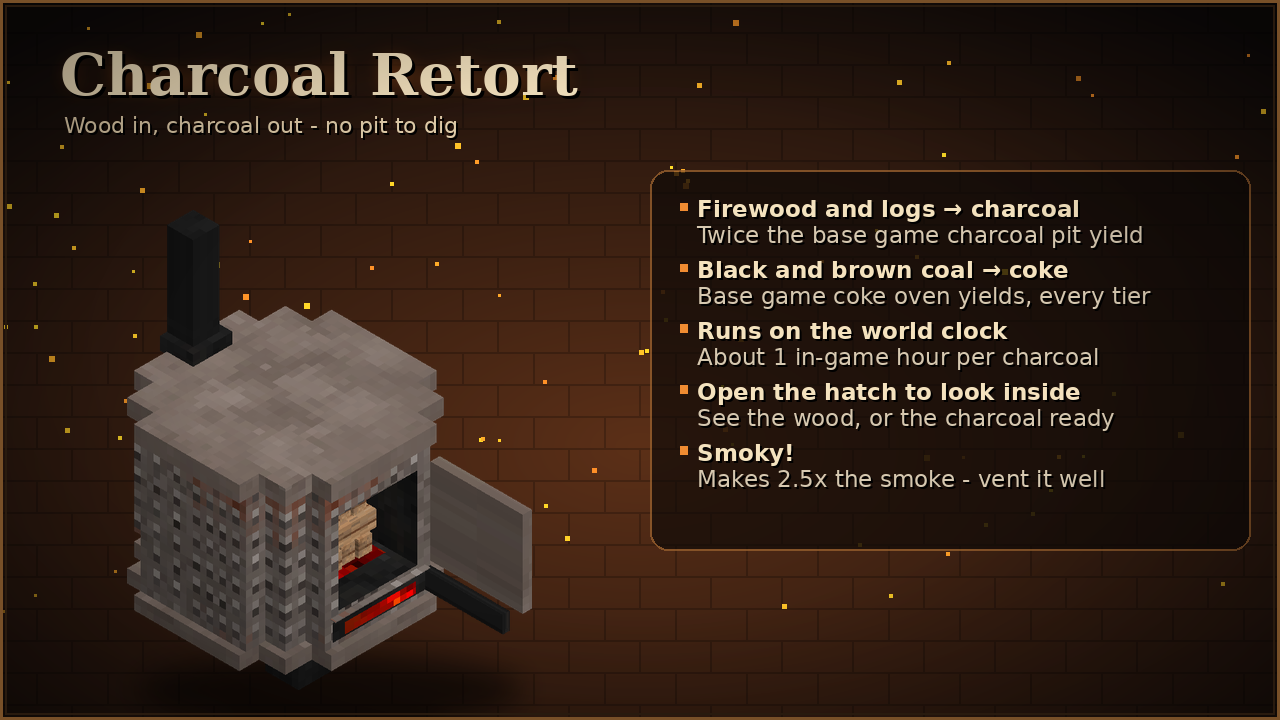 Charcoal Retort
Wood in, charcoal out - no pit to dig
Firewood and logs → charcoal
Twice the base game charcoal pit yield
Black and brown coal → coke
Base game coke oven yields, every tier
Runs on the world clock
About 1 in-game hour per charcoal
Open the hatch to look inside
See the wood, or the charcoal ready
Smoky!
Makes 2.5x the smoke - vent it well